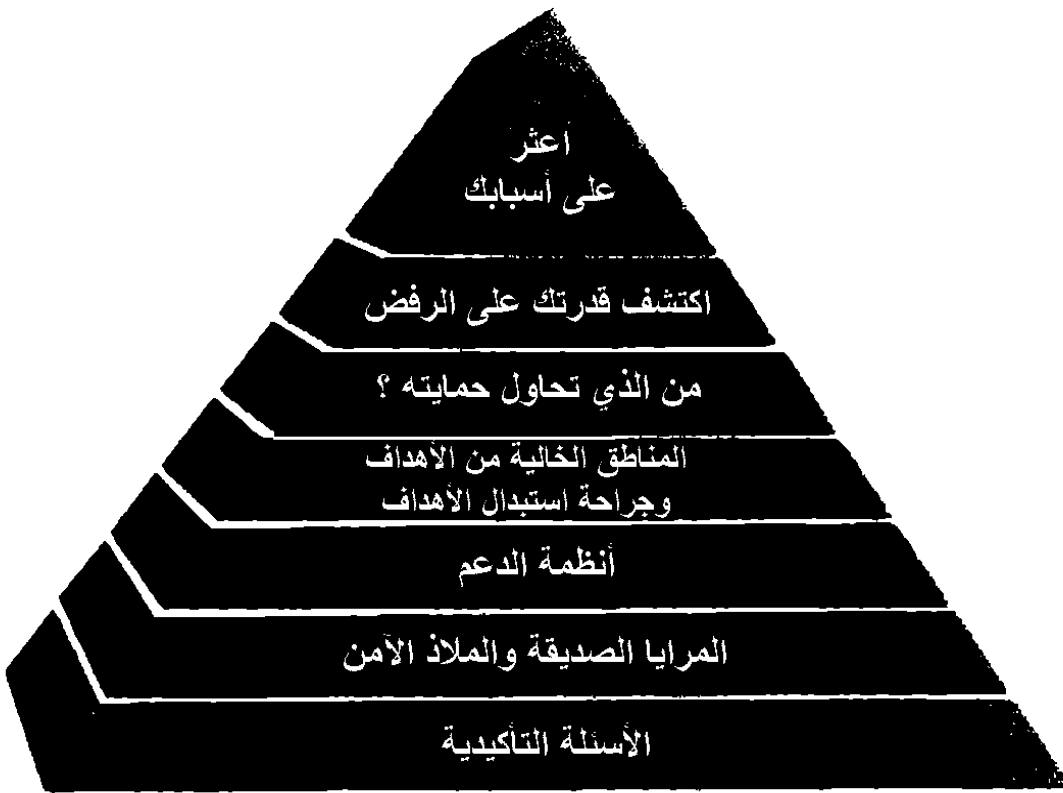 أعثر
على أسبابك
اكتشف قدرتك على الرفض
من الذي تحاول حمايته ؟
المناطق الخالية من الأهداف
وجراحة استبدال الأهداف
أنظمة الدعم
المرايا الصديقة والملاذ الآمن
الأسئلة التأكيدية